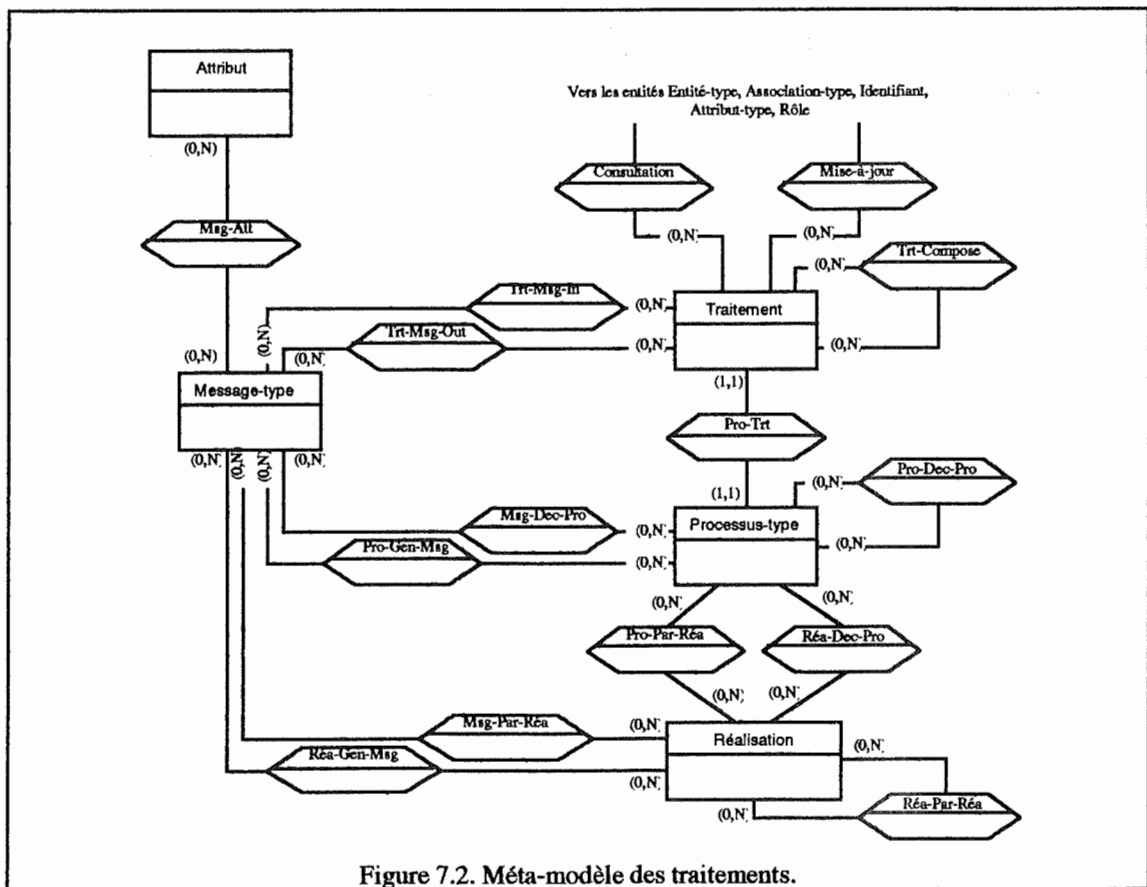 Attribut
Vers les entités Entité-type, Association-type, Identifiant,
Attribut-type, Rôle
(0,N)
Consultation
Mise-à-jour
Msg-Att
(0,N)
(0,N)
Trt-Compose
(0,N)
Trt-Msg-In
(0,N)
Traitement
(0,N)
Trt-Msg-Out
(0,N)
(0,N)
(0,N)
(0,N)
(0,N)
Message-type
(1,1)
Pro-Trt
(0,N)
(0,N)
(0,N)
(0,N)
Pro-Dec-Pro
(0,N)
(1,1)
Msg-Dec-Pro
(0,N)
Processus-type
Pro-Gén-Msg
(0,N)
(0,N)
(0,N)
(0,N)
Pro-Par-Réa
Réa-Dec-Pro
(0,N)
(0,N)
Msg-Par-Réa
(0,N)
Réalisation
(0,N)
Réa-Gen-Msg
(0,N)
(0,N)
Réa-Par-Réa
Figure 7.2. Méta-modèle des traitements.